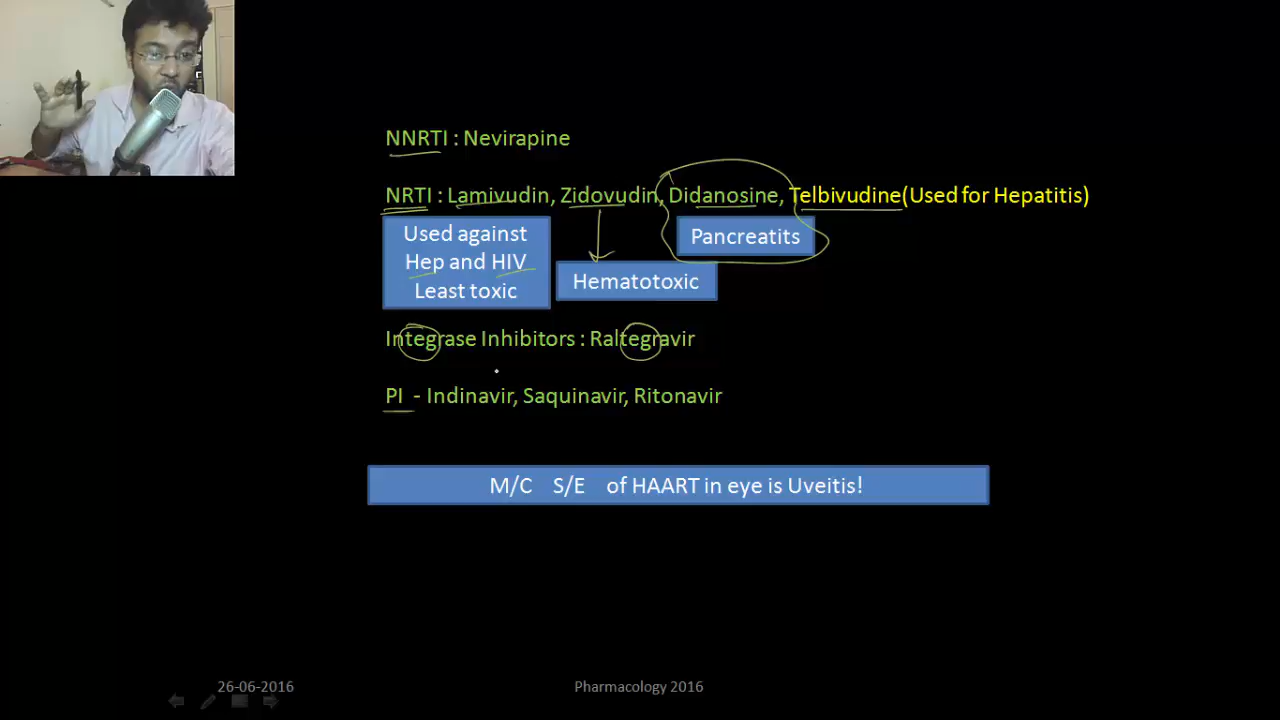 NNRTI : Nevirapine
NRTI : Lamivudin, Zidovudin, Didanosine, Telbivudine(Used for Hepatitis)
Used against
Hep and HIV
Least toxic
Pancreatits
Hematotoxic
Integrase Inhibitors : Raltegravir
PI - Indinavir, Saquinavir, Ritonavir
M/C S/E of HAART in eye is Uveitis!
26-06-2016
Pharmacology 2016